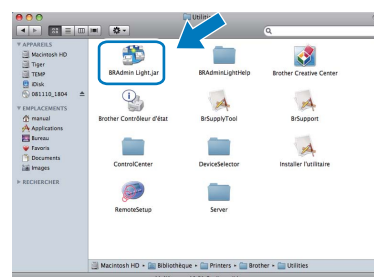 Utilities
APPAREILS
Macintosh HD
Tiger
TEMP
iDisk
081110_1804
EMPLACEMENTS
manual
Applications
Bureau
Favoris
Documents
Images
RECHERCHER
BRAdmin Light.jar
BRAdminLightHelp
Brother Creative Center
Brother Contrôleur d'état
BrSupplyTool
BrSupport
ControlCenter
DeviceSelector
Installer l'utilitaire
RemoteSetup
Server
Macintosh HD ▸ Bibliothèque ▸ Printers ▸ Brother ▸ Utilities